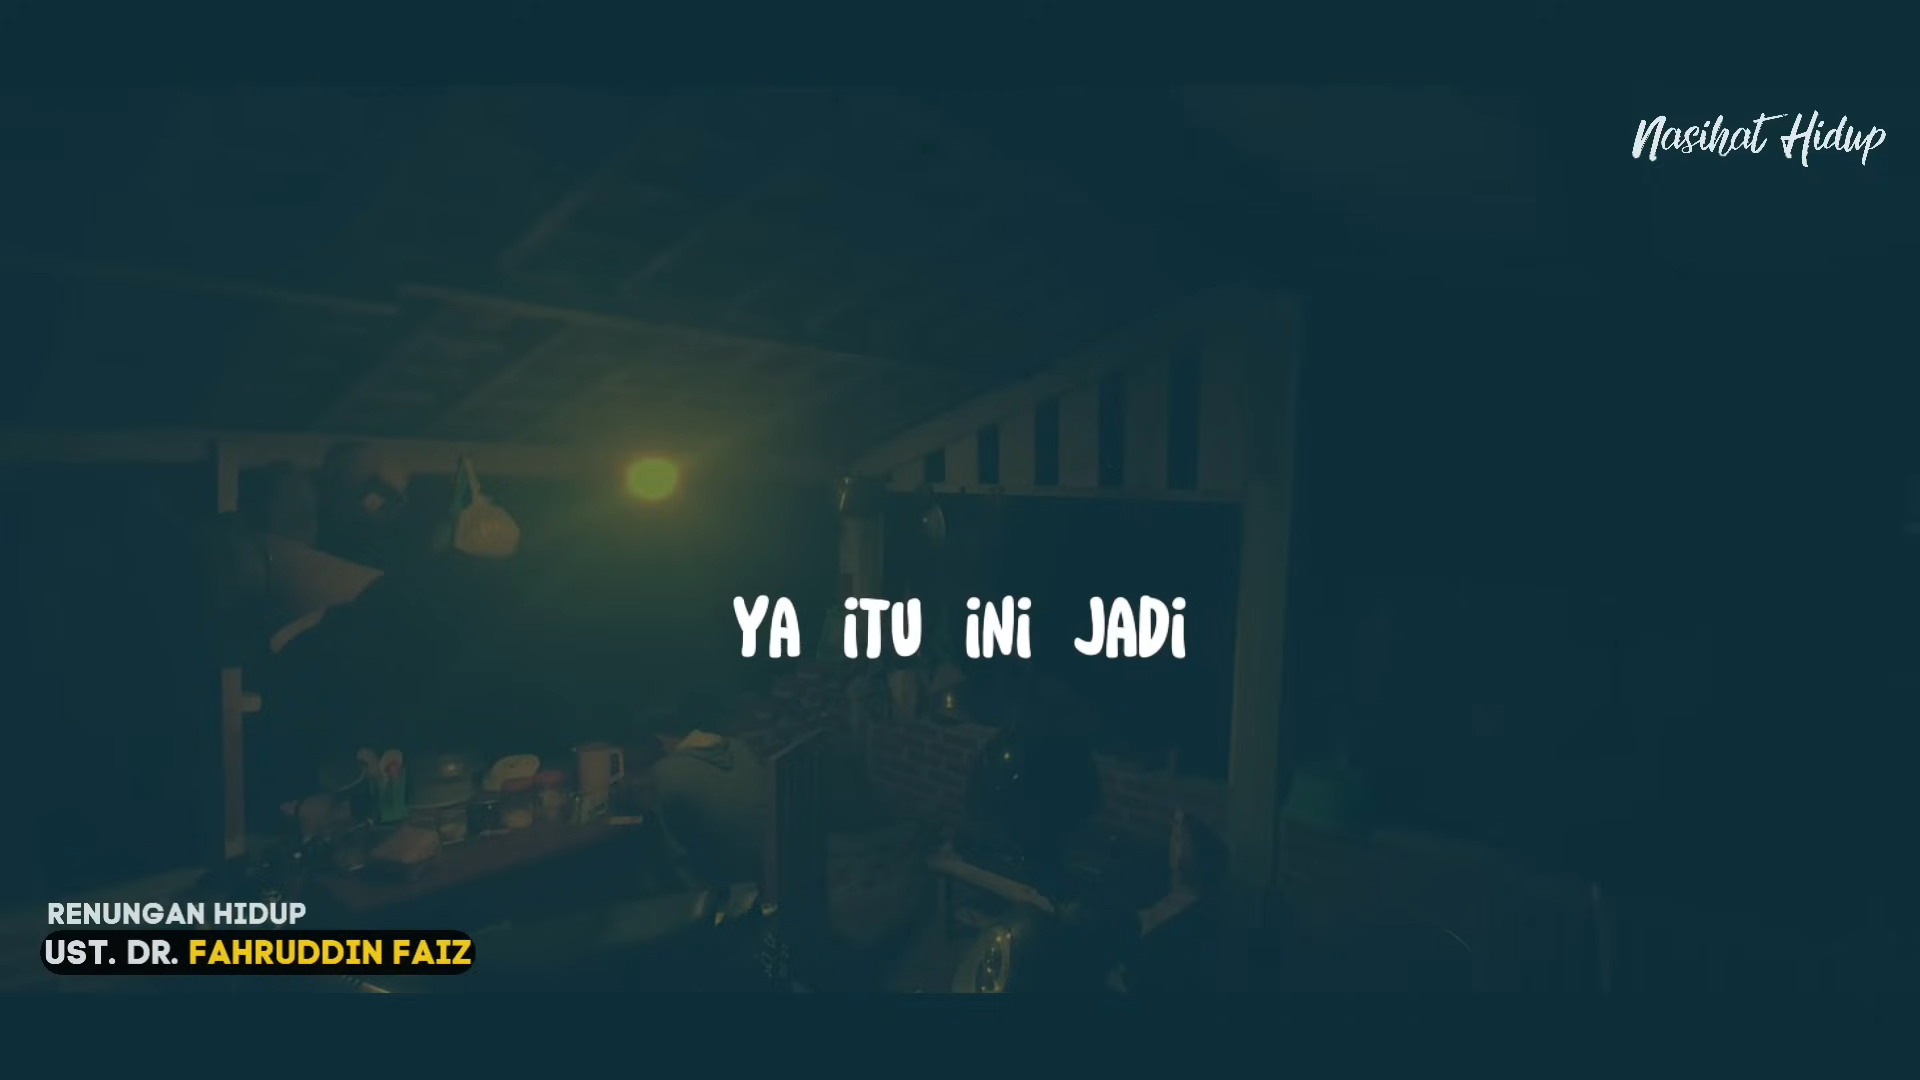 Nasihat Hidup
YA iTU iNi JADi
RENUNGAN HIDUP
UST. DR. FAHRUDDIN FAIZ